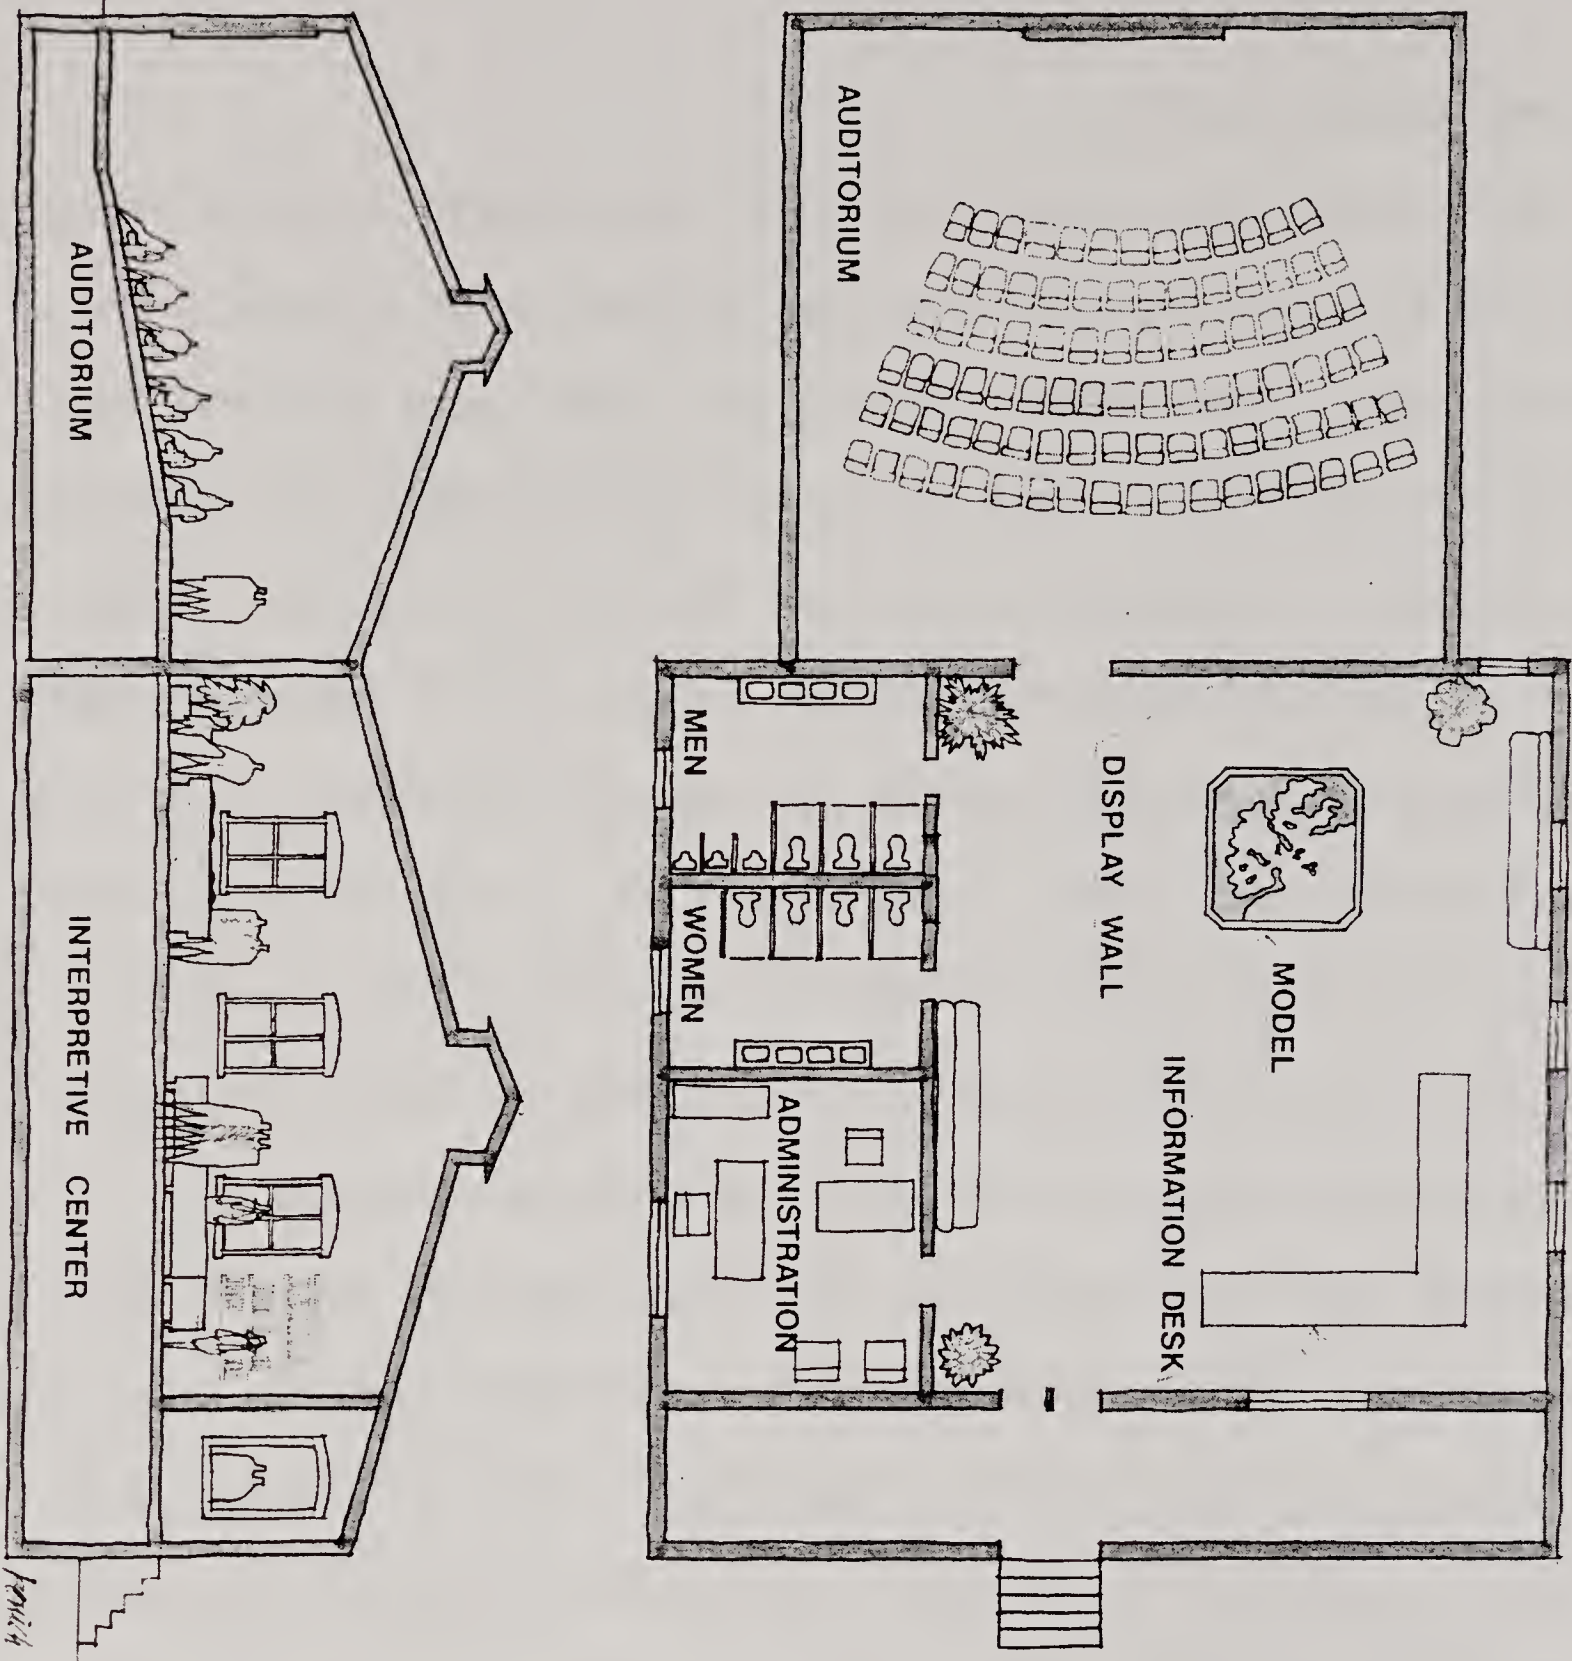 AUDITORIUM
DISPLAY WALL
MODEL
INFORMATION DESK
MEN
WOMEN
ADMINISTRATION
AUDITORIUM
INTERPRETIVE CENTER